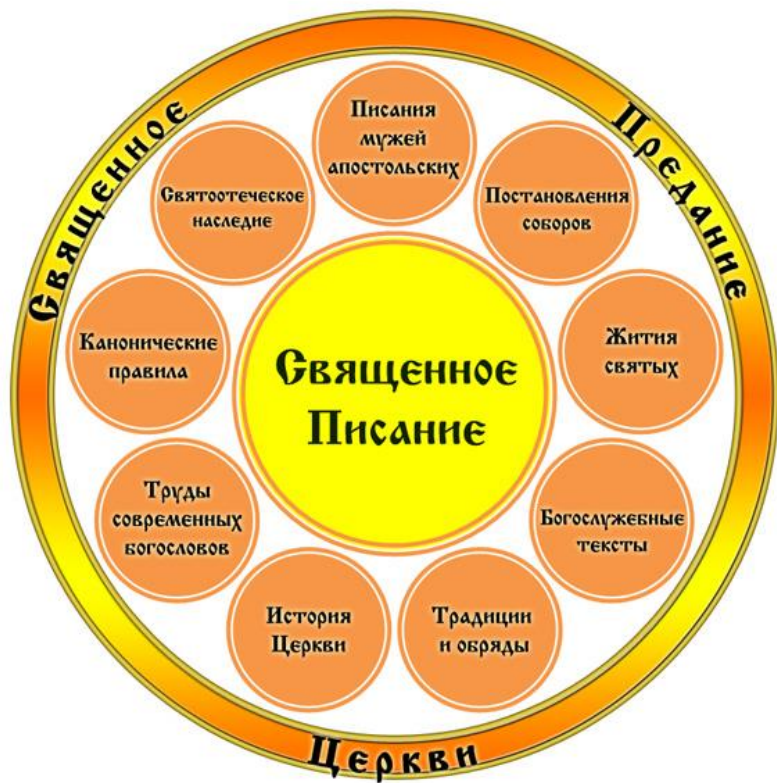 Священное
Предание
Церкви
Писания
мужей
апостольских
Святоотеческое
наследие
Постановления
соборов
Канонические
правила
Священное
Писание
Жития
святых
Труды
современных
богословов
Богослужебные
тексты
История
Церкви
Традиции
и обряды